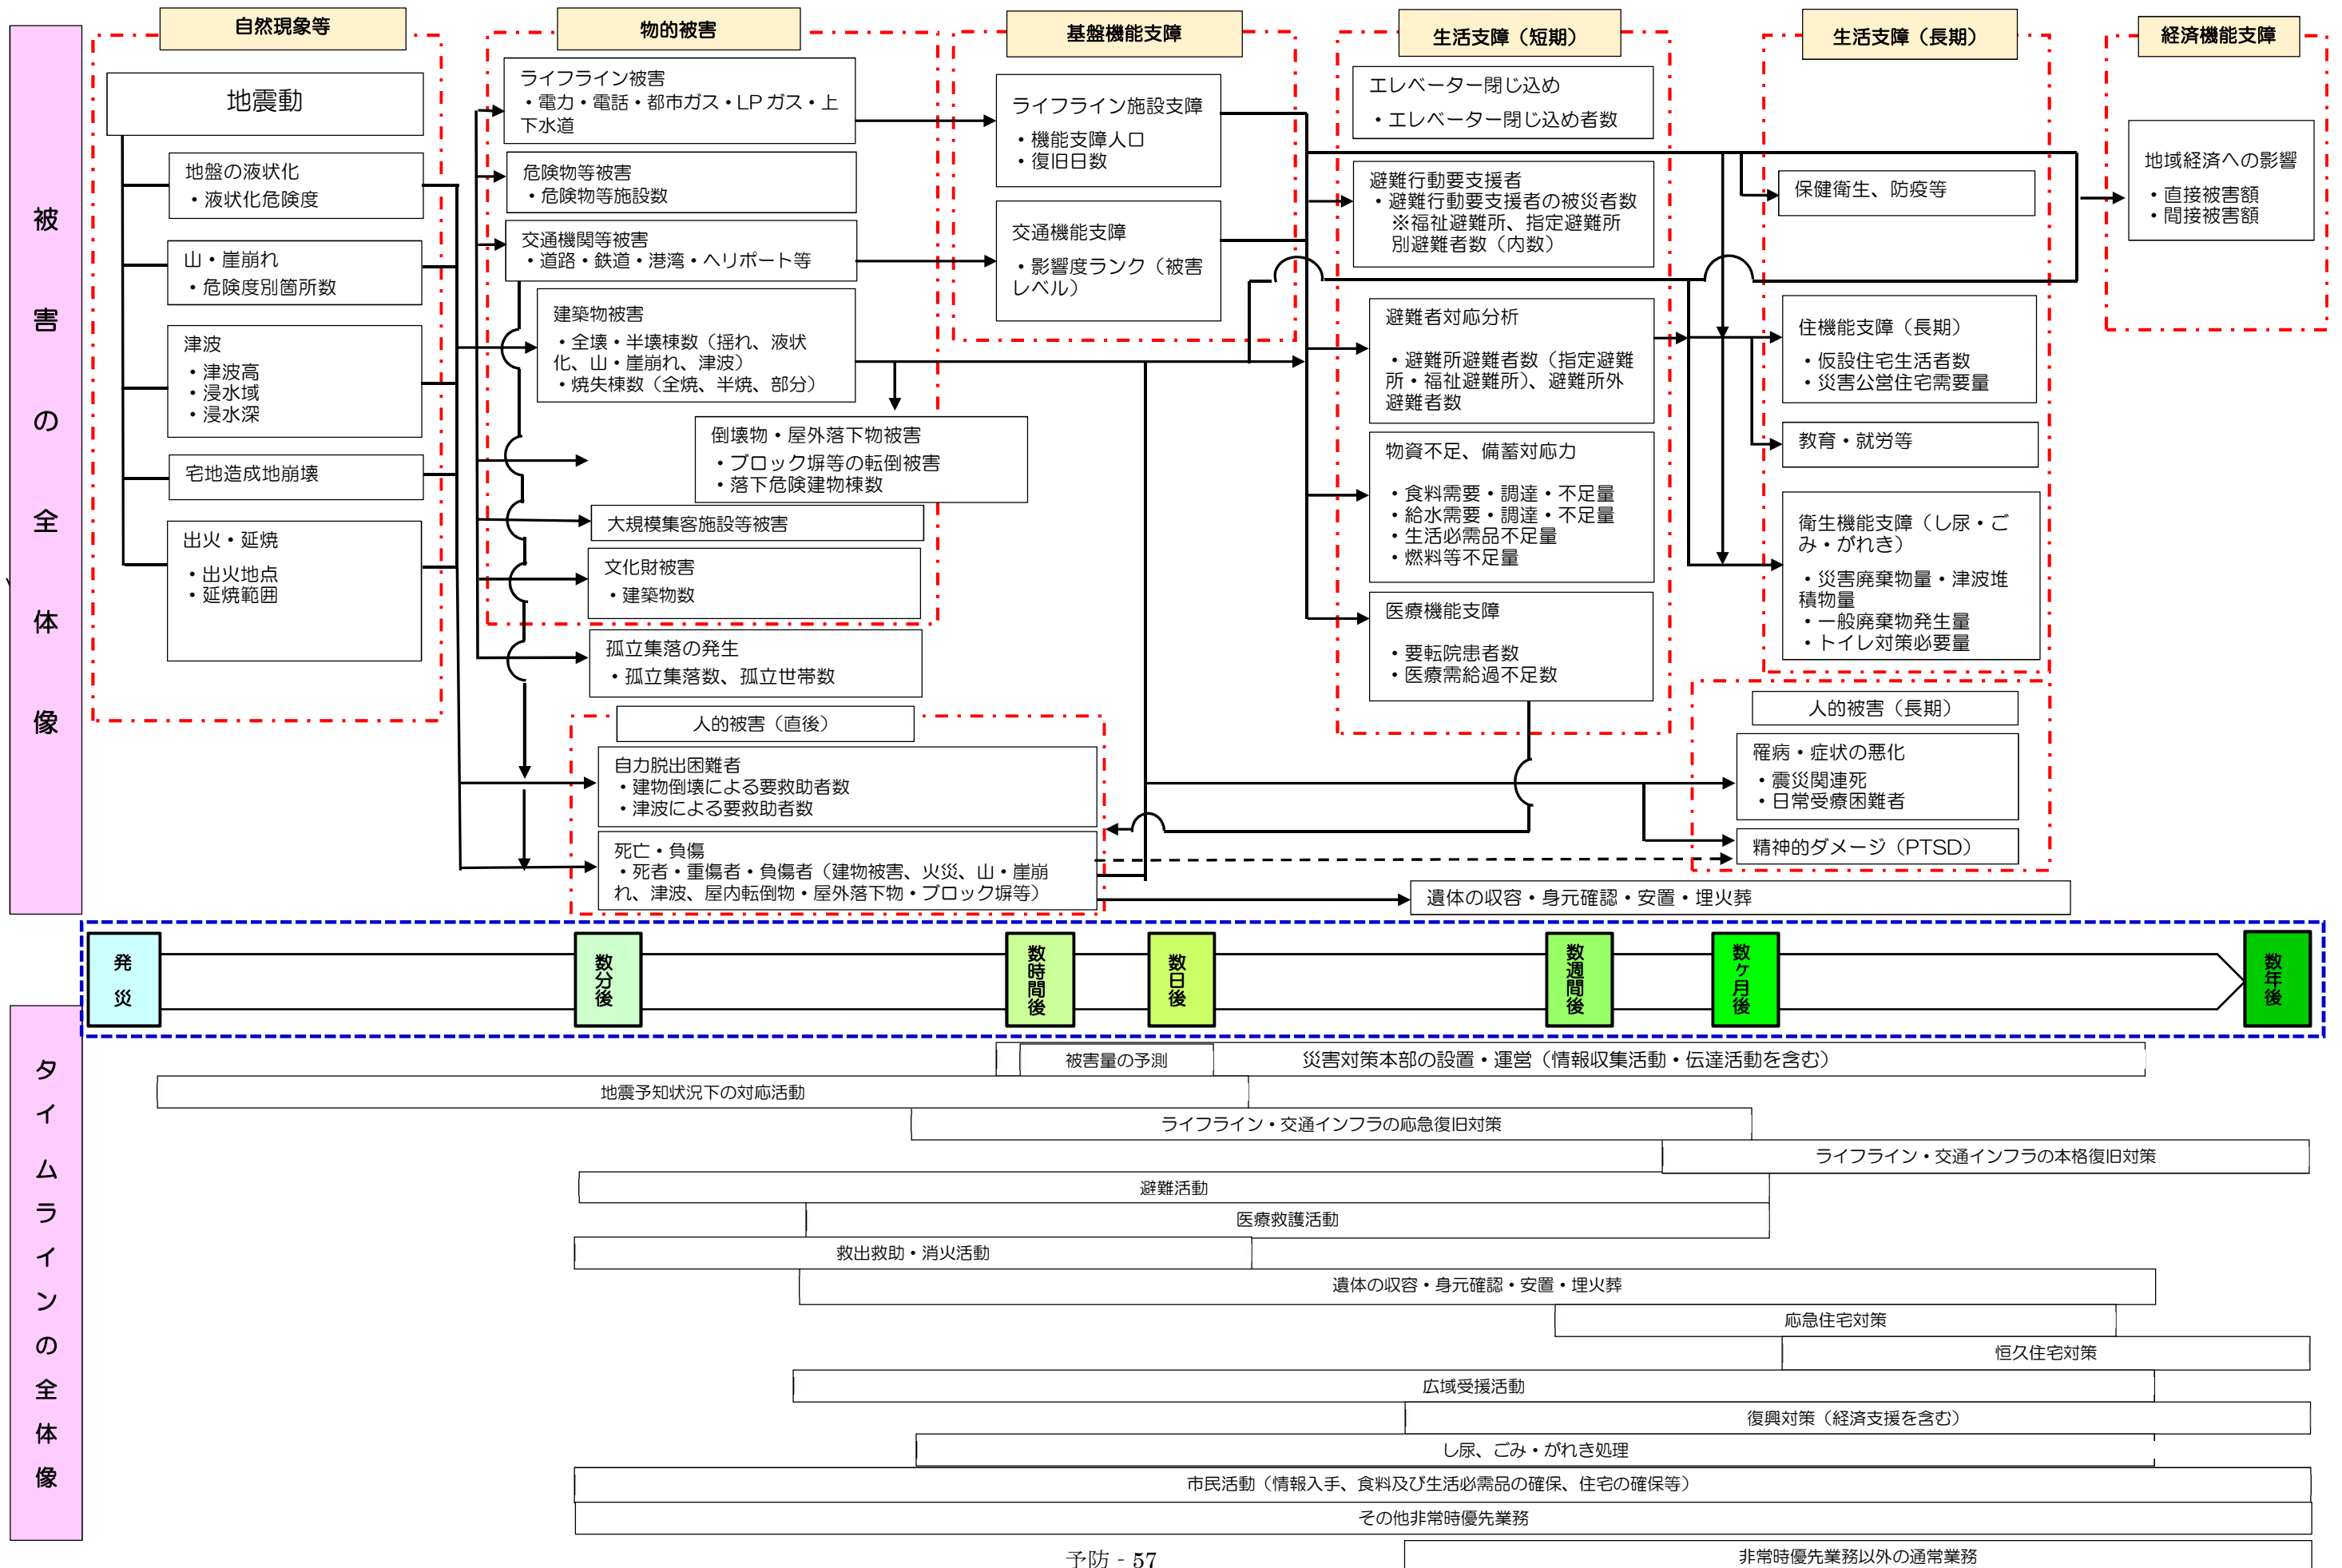 被害の全体像
自然現象等
地震動
地盤の液状化
・液状化危険度
山・崖崩れ
・危険度別箇所数
津波
・津波高
・浸水域
・浸水深
宅地造成地崩壊
出火・延焼
・出火地点
・延焼範囲
物的被害
ライフライン被害
・電力・電話・都市ガス・LPガス・上
下水道
危険物等被害
・危険物等施設数
交通機関等被害
・道路・鉄道・港湾・ヘリポート等
建築物被害
・全壊・半壊棟数（揺れ、液状
化、山・崖崩れ、津波）
・焼失棟数（全焼、半焼、部分）
倒壊物・屋外落下物被害
・ブロック塀等の転倒被害
・落下危険建物棟数
大規模集客施設等被害
文化財被害
・建築物数
孤立集落の発生
・孤立集落数、孤立世帯数
人的被害（直後）
自力脱出困難者
・建物倒壊による要救助者数
・津波による要救助者数
死亡・負傷
・死者・重傷者・負傷者（建物被害、火災、山・崖崩
れ、津波、屋内転倒物・屋外落下物・ブロック塀等）
基盤機能支障
ライフライン施設支障
・機能支障人口
・復旧日数
交通機能支障
・影響度ランク（被害
レベル）
生活支障（短期）
エレベーター閉じ込め
・エレベーター閉じ込め者数
避難行動要支援者
・避難行動要支援者の被災者数
※福祉避難所、指定避難所
別避難者数（内数）
避難者対応分析
・避難所避難者数（指定避難
所・福祉避難所）、避難所外
避難者数
物資不足、備蓄対応力
・食料需要・調達・不足量
・給水需要・調達・不足量
・生活必需品不足量
・燃料等不足量
医療機能支障
・要転院患者数
・医療需給過不足数
生活支障（長期）
保健衛生、防疫等
住機能支障（長期）
・仮設住宅生活者数
・災害公営住宅需要量
教育・就労等
衛生機能支障（し尿・ご
み・がれき）
・災害廃棄物量・津波堆
積物量
・一般廃棄物発生量
・トイレ対策必要量
人的被害（長期）
罹病・症状の悪化
・震災関連死
・日常受療困難者
精神的ダメージ（PTSD）
遺体の収容・身元確認・安置・埋火葬
経済機能支障
地域経済への影響
・直接被害額
・間接被害額
発災
数分後
数時間後
数日後
数週間後
数ヶ月後
数年後
タイムラインの全体像
被害量の予測
災害対策本部の設置・運営（情報収集活動・伝達活動を含む）
地震予知状況下の対応活動
ライフライン・交通インフラの応急復旧対策
ライフライン・交通インフラの本格復旧対策
避難活動
医療救護活動
救出救助・消火活動
遺体の収容・身元確認・安置・埋火葬
応急住宅対策
恒久住宅対策
広域受援活動
復興対策（経済支援を含む）
し尿、ごみ・がれき処理
市民活動（情報入手、食料及び生活必需品の確保、住宅の確保等）
その他非常時優先業務
非常時優先業務以外の通常業務
予防 - 57